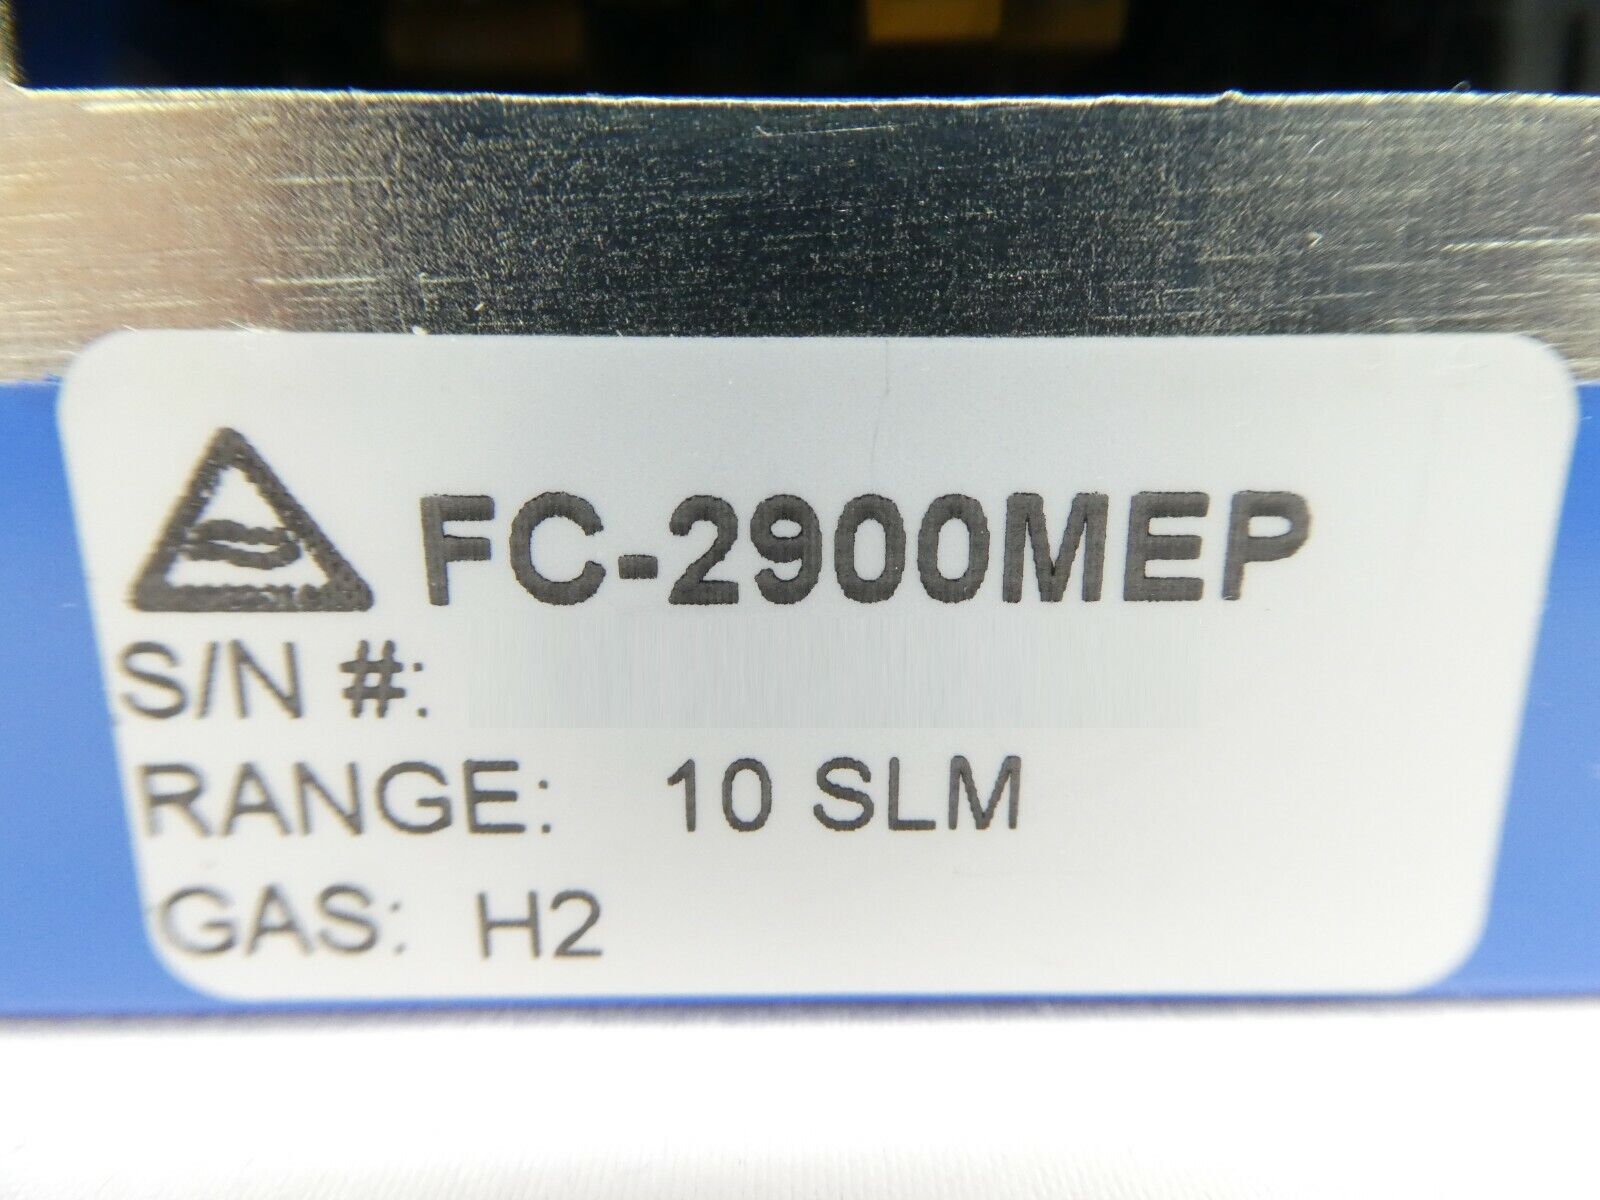 FC-2900MEP
S/N #:
RANGE: 10 SLM
GAS: H2